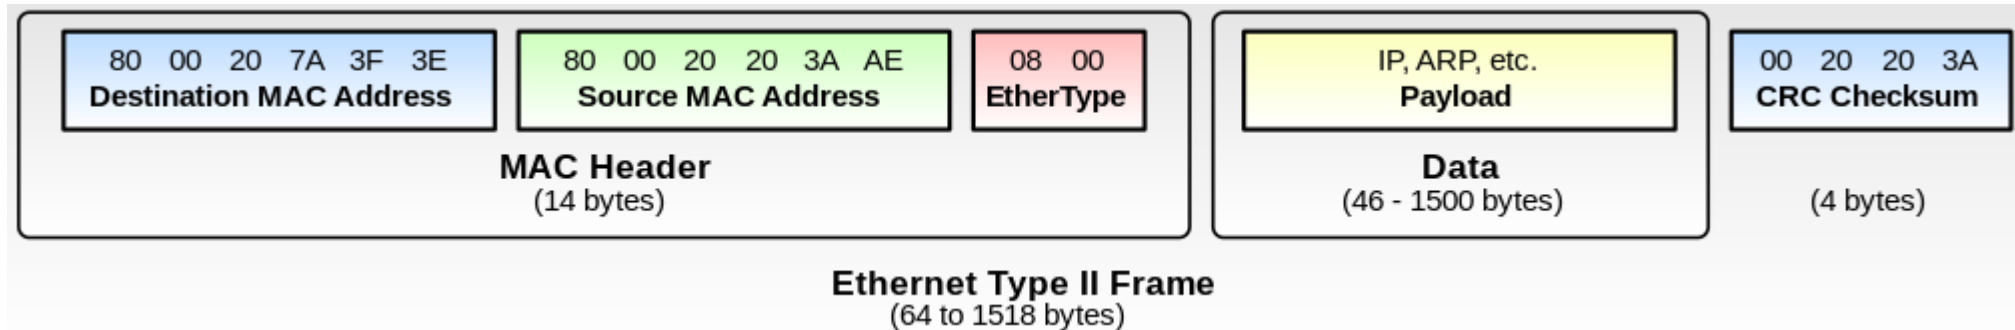 80 00 20 7A 3F 3E
Destination MAC Address
80 00 20 20 3A AE
Source MAC Address
08 00
EtherType
MAC Header
(14 bytes)
IP, ARP, etc.
Payload
Data
(46 - 1500 bytes)
00 20 20 3A
CRC Checksum
(4 bytes)
Ethernet Type II Frame
(64 to 1518 bytes)